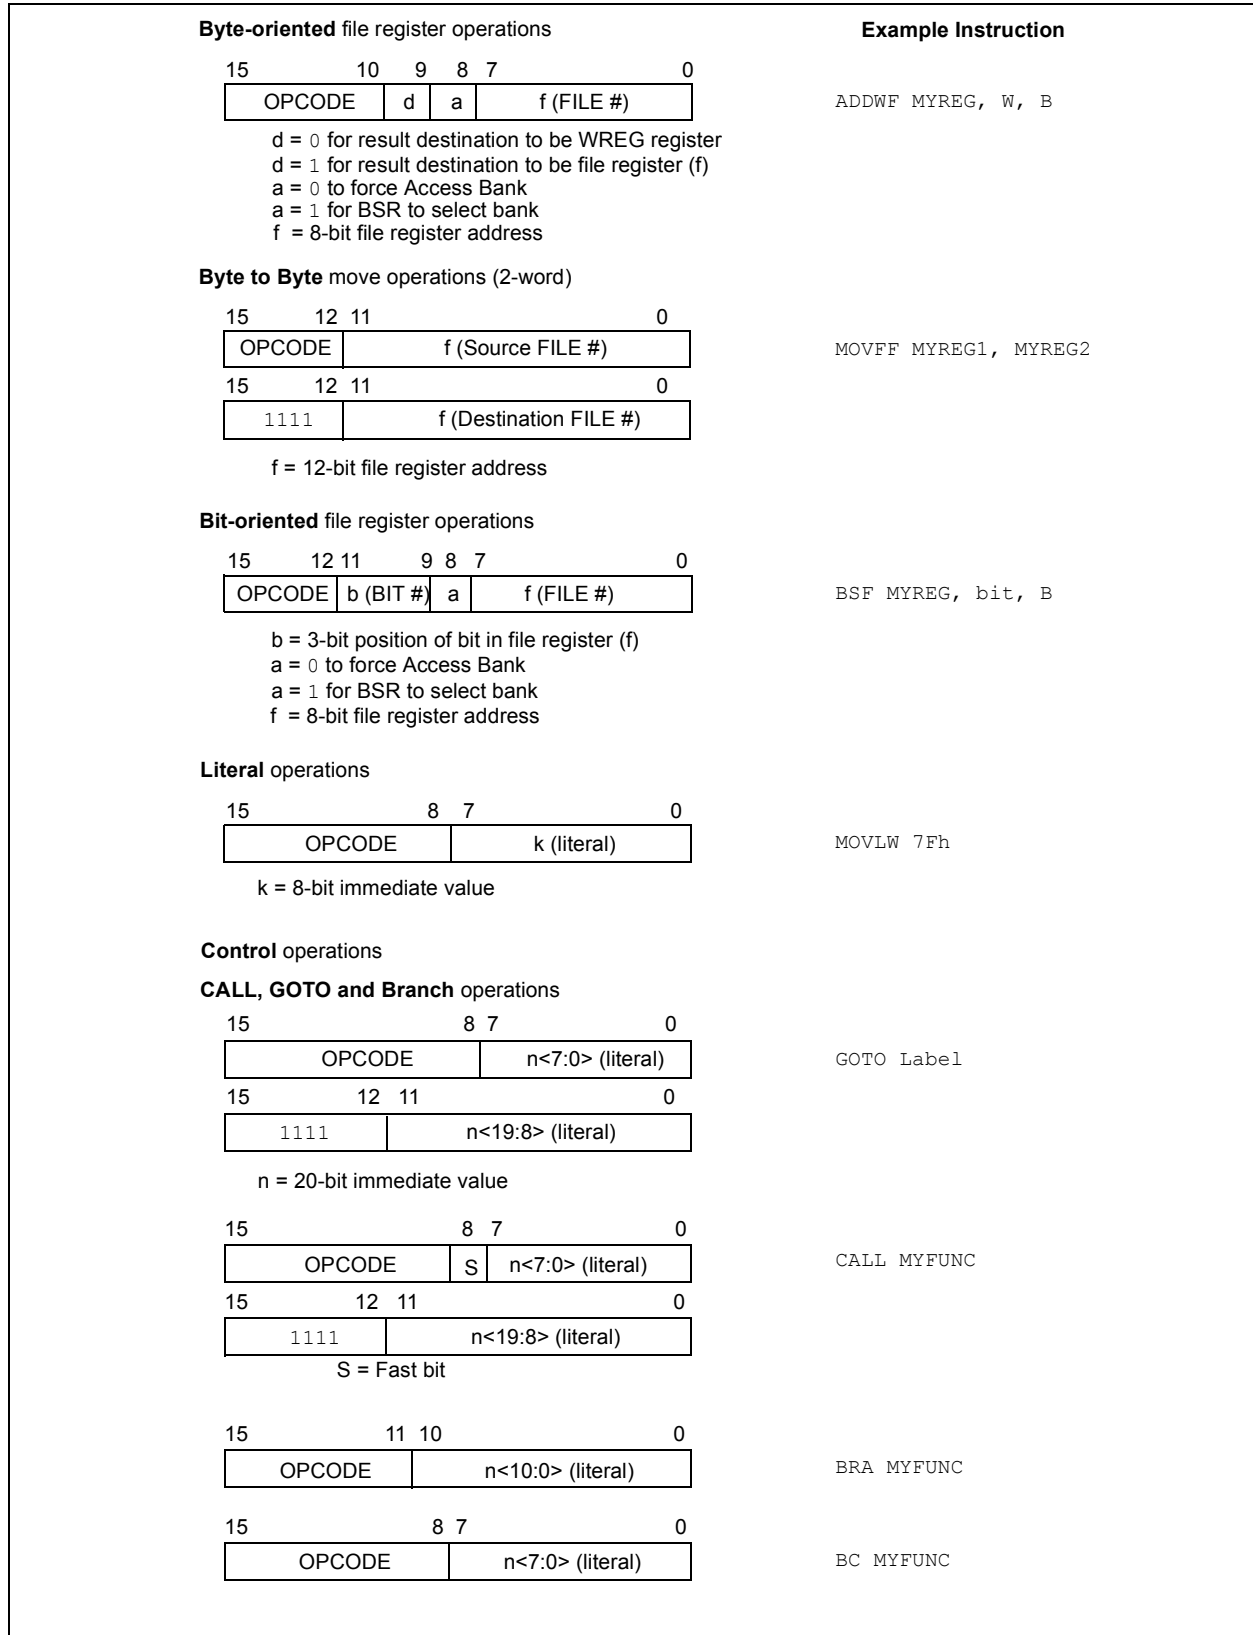 Byte-oriented file register operations Example Instruction
15 10 9 8 7 0
OPCODE d a f (FILE #) ADDWF MYREG, W, B
d = 0 for result destination to be WREG register
d = 1 for result destination to be file register (f)
a = 0 to force Access Bank
a = 1 for BSR to select bank
f = 8-bit file register address
Byte to Byte move operations (2-word)
15 12 11 0
OPCODE f (Source FILE #) MOVFF MYREG1, MYREG2
15 12 11 0
1111 f (Destination FILE #)
f = 12-bit file register address
Bit-oriented file register operations
15 12 11 9 8 7 0
OPCODE b (BIT #) a f (FILE #) BSF MYREG, bit, B
b = 3-bit position of bit in file register (f)
a = 0 to force Access Bank
a = 1 for BSR to select bank
f = 8-bit file register address
Literal operations
15 8 7 0
OPCODE k (literal) MOVLW 7Fh
k = 8-bit immediate value
Control operations
CALL, GOTO and Branch operations
15 8 7 0
OPCODE n<7:0> (literal) GOTO Label
15 12 11 0
1111 n<19:8> (literal)
n = 20-bit immediate value
15 8 7 0
OPCODE S n<7:0> (literal) CALL MYFUNC
15 12 11 0
1111 n<19:8> (literal)
S = Fast bit
15 11 10 0
OPCODE n<10:0> (literal) BRA MYFUNC
15 8 7 0
OPCODE n<7:0> (literal) BC MYFUNC